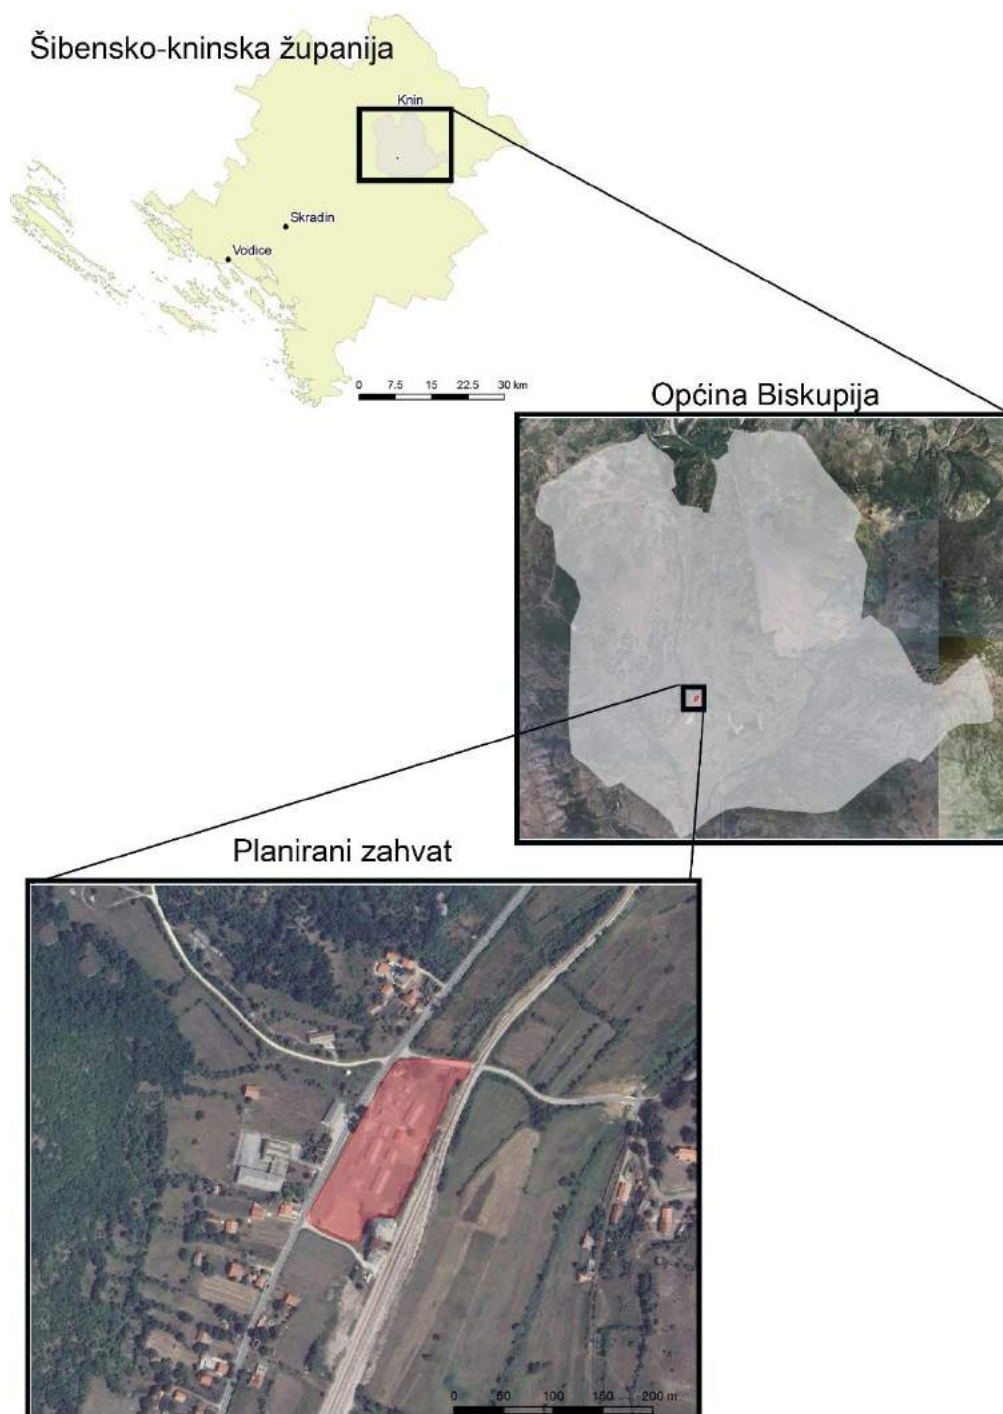 Šibensko-kninska županija
Knin
Skradin
Vodice
0 7.5 15 22.5 30 km
Općina Biskupija
Planirani zahvat
0 50 100 150 200 m